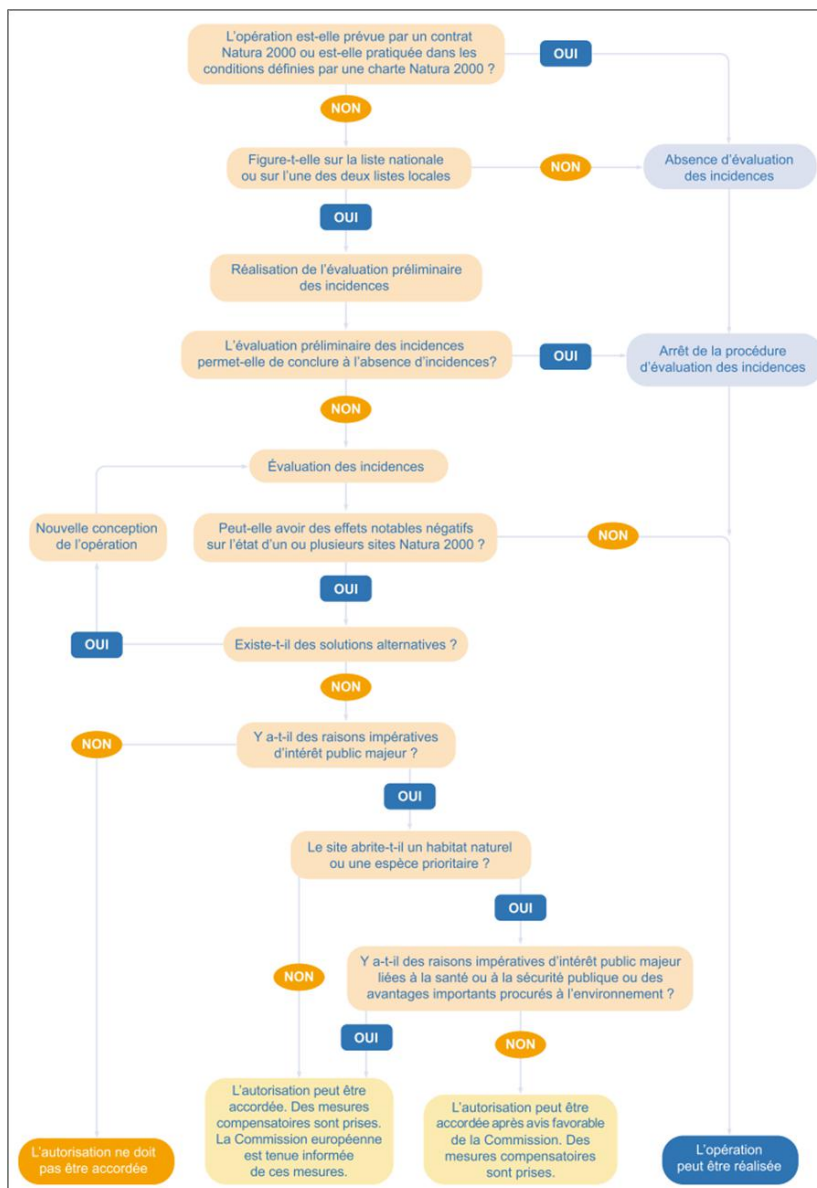 L’opération est-elle prévue par un contrat
Natura 2000 ou est-elle pratiquée dans les
conditions définies par une charte Natura 2000 ?
OUI
NON
Figure-t-elle sur la liste nationale
ou sur l’une des deux listes locales
NON
Absence d’évaluation
des incidences
OUI
Réalisation de l’évaluation préliminaire
des incidences
L’évaluation préliminaire des incidences
permet-elle de conclure à l’absence d’incidences?
OUI
Arrêt de la procédure
d’évaluation des incidences
NON
Évaluation des incidences
Nouvelle conception
de l’opération
Peut-elle avoir des effets notables négatifs
sur l’état d’un ou plusieurs sites Natura 2000 ?
NON
OUI
OUI
Existe-t-il des solutions alternatives ?
NON
NON
Y a-t-il des raisons impératives
d’intérêt public majeur ?
OUI
Le site abrite-t-il un habitat naturel
ou une espèce prioritaire ?
OUI
NON
Y a-t-il des raisons impératives d’intérêt public majeur
liées à la santé ou à la sécurité publique ou des
avantages importants procurés à l’environnement ?
OUI
NON
L’autorisation peut être
accordée. Des mesures
compensatoires sont prises.
La Commission européenne
est tenue informée
de ces mesures.
L’autorisation peut être
accordée après avis favorable
de la Commission. Des
mesures compensatoires
sont prises.
L’autorisation ne doit
pas être accordée
L’opération
peut être réalisée